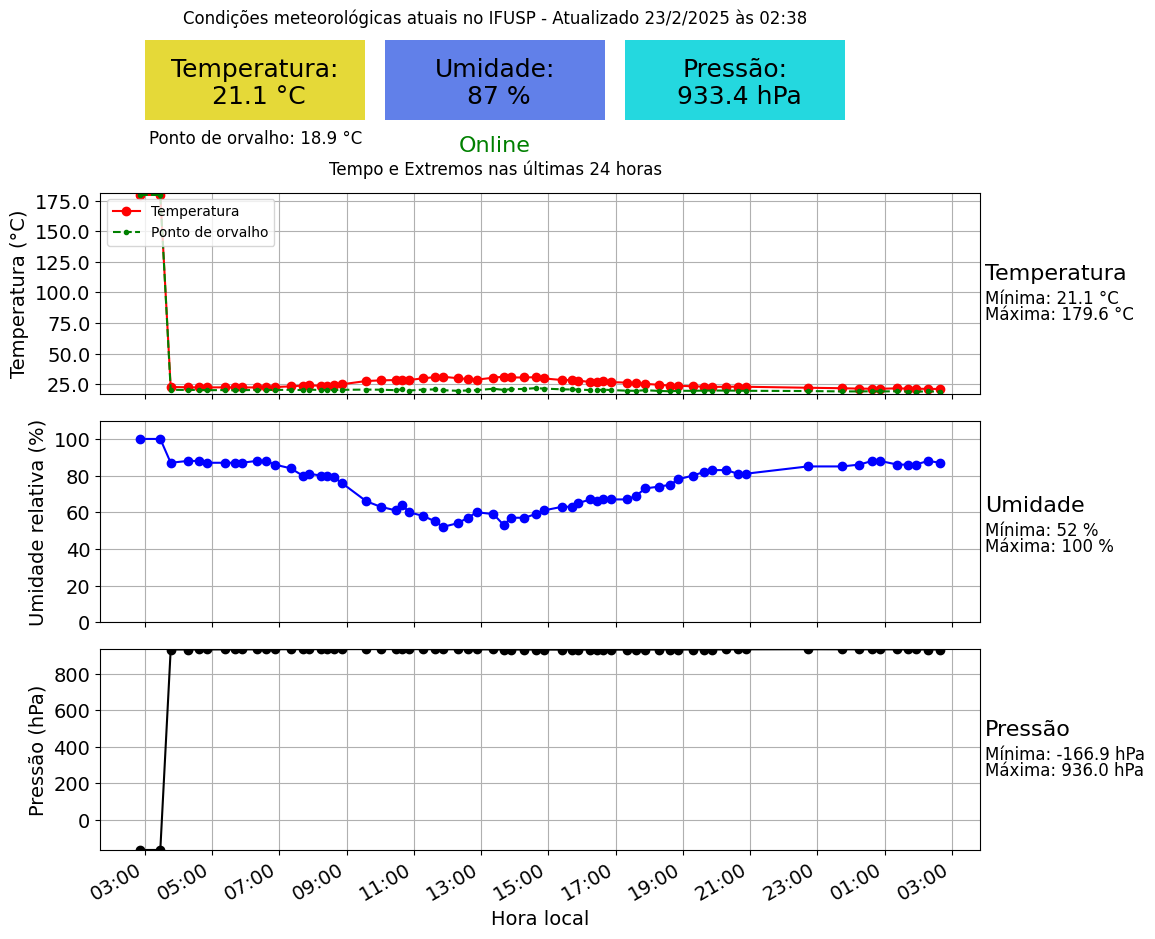 Condições meteorológicas atuais no IFUSP - Atualizado 23/2/2025 às 02:38
Temperatura:
21.1 °C
Umidade:
87 %
Pressão:
933.4 hPa
Ponto de orvalho: 18.9 °C
Online
Tempo e Extremos nas últimas 24 horas
Temperatura (°C)
175.0
150.0
125.0
100.0
75.0
50.0
25.0
Temperatura
Ponto de orvalho
Temperatura
Mínima: 21.1 °C
Máxima: 179.6 °C
Umidade relativa (%)
100
80
60
40
20
0
Umidade
Mínima: 52 %
Máxima: 100 %
Pressão (hPa)
800
600
400
200
0
Pressão
Mínima: -166.9 hPa
Máxima: 936.0 hPa
03:00 05:00 07:00 09:00 11:00 13:00 15:00 17:00 19:00 21:00 23:00 01:00 03:00
Hora local